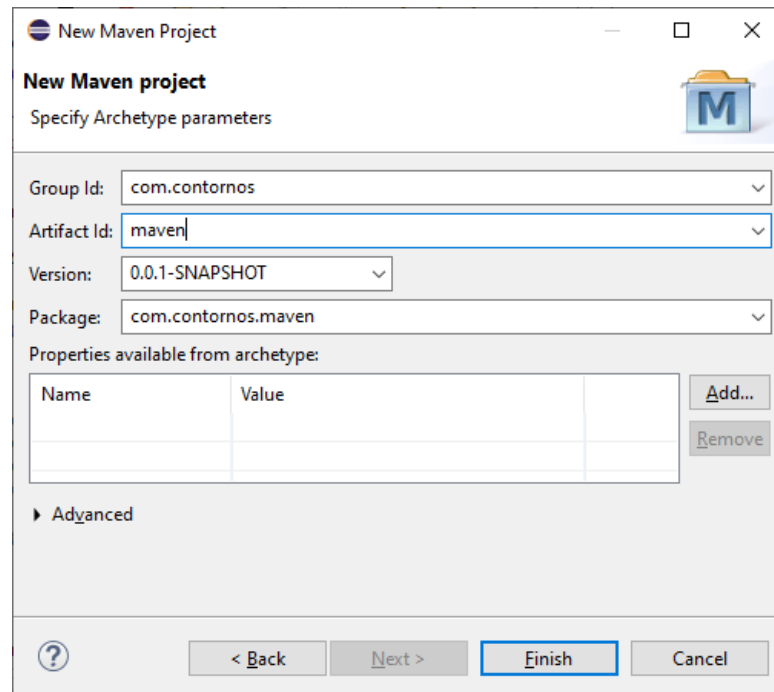 New Maven Project
New Maven project
Specify Archetype parameters
M
Group Id: com.contornos
Artifact Id: maven
Version: 0.0.1-SNAPSHOT
Package: com.contornos.maven
Properties available from archetype:
Name Value
Add...
Remove
Advanced
? < Back Next > Finish Cancel